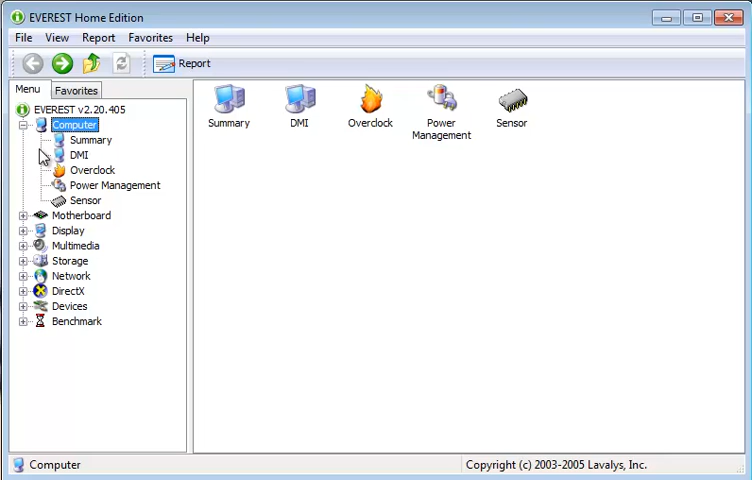 EVEREST Home Edition
File View Report Favorites Help
Report
Menu Favorites
EVEREST v2.20.405
Computer
Summary
DMI
Overclock
Power Management
Sensor
Motherboard
Display
Multimedia
Storage
Network
DirectX
Devices
Benchmark
Summary DMI Overclock Power Sensor
Management
Computer Copyright (c) 2003-2005 Lavalys, Inc.